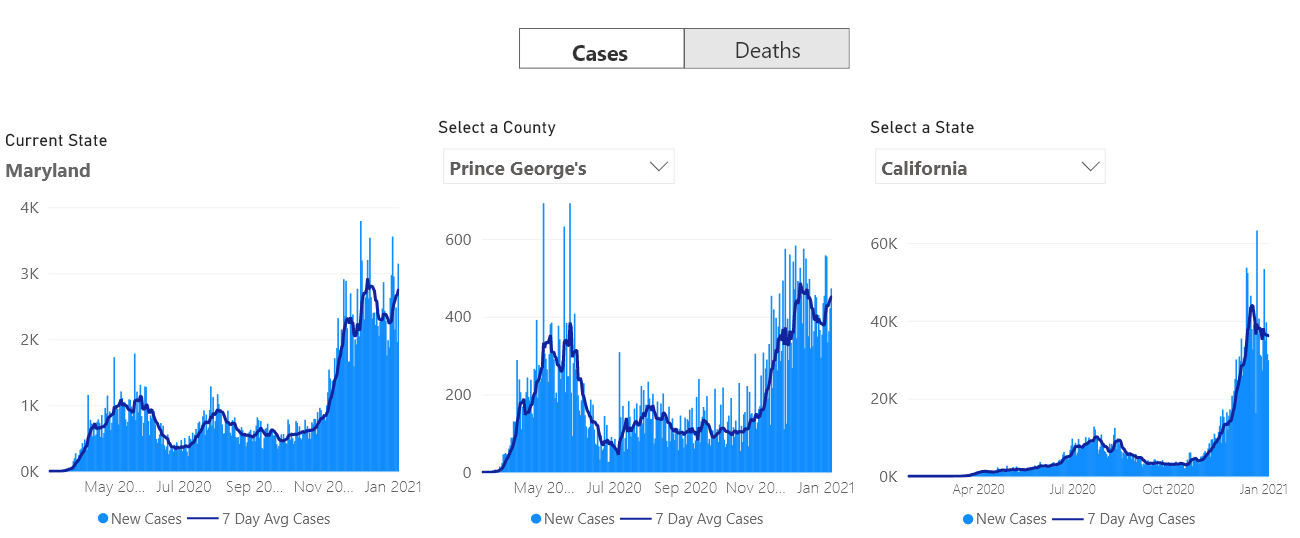 Cases Deaths
Current State
Maryland
4K
3K
2K
1K
0K
May 20... Jul 2020 Sep 20... Nov 20... Jan 2021
New Cases 7 Day Avg Cases
Select a County
Prince George's
600
400
200
0
May 20... Jul 2020 Sep 2020 Nov 20... Jan 2021
New Cases 7 Day Avg Cases
Select a State
California
60K
40K
20K
0K
Apr 2020 Jul 2020 Oct 2020 Jan 2021
New Cases 7 Day Avg Cases